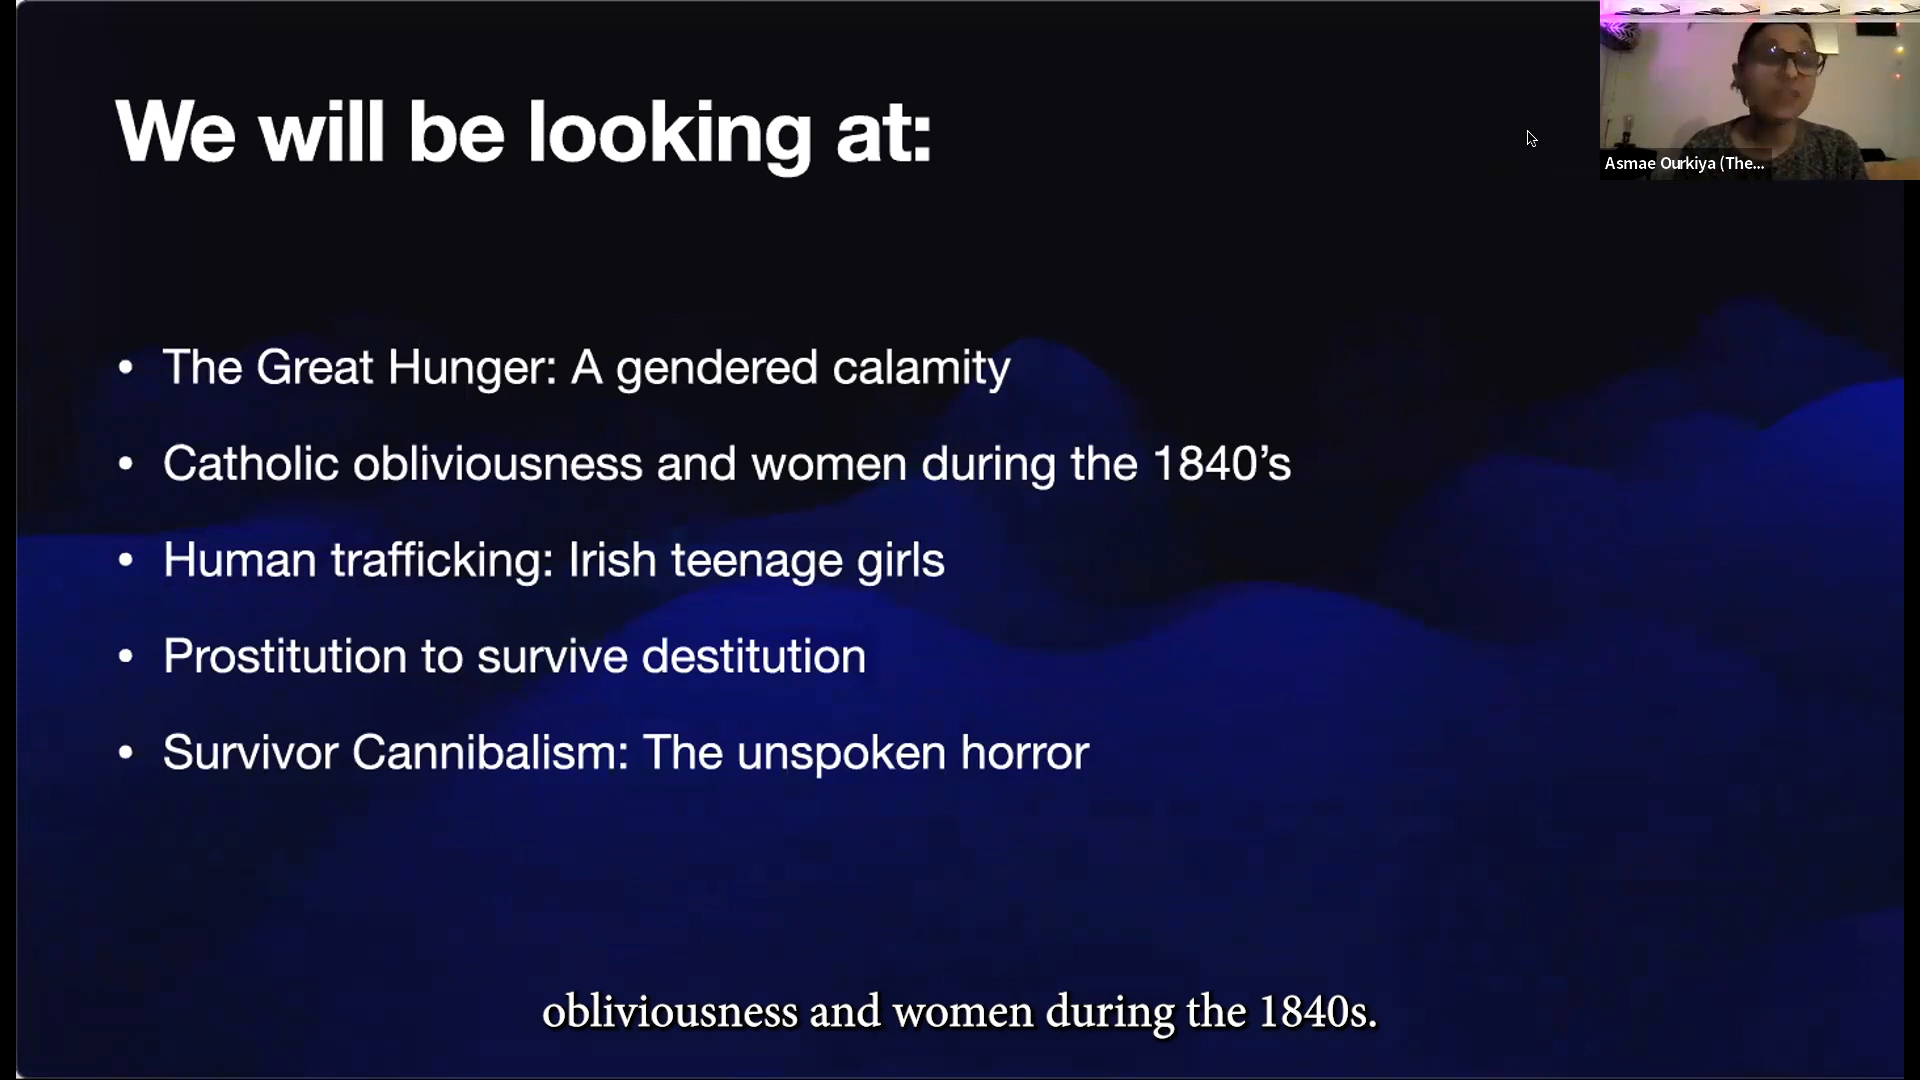 We will be looking at:
Asmae Ourkiya (The...
• The Great Hunger: A gendered calamity
• Catholic obliviousness and women during the 1840’s
• Human trafficking: Irish teenage girls
• Prostitution to survive destitution
• Survivor Cannibalism: The unspoken horror
obliviousness and women during the 1840s.